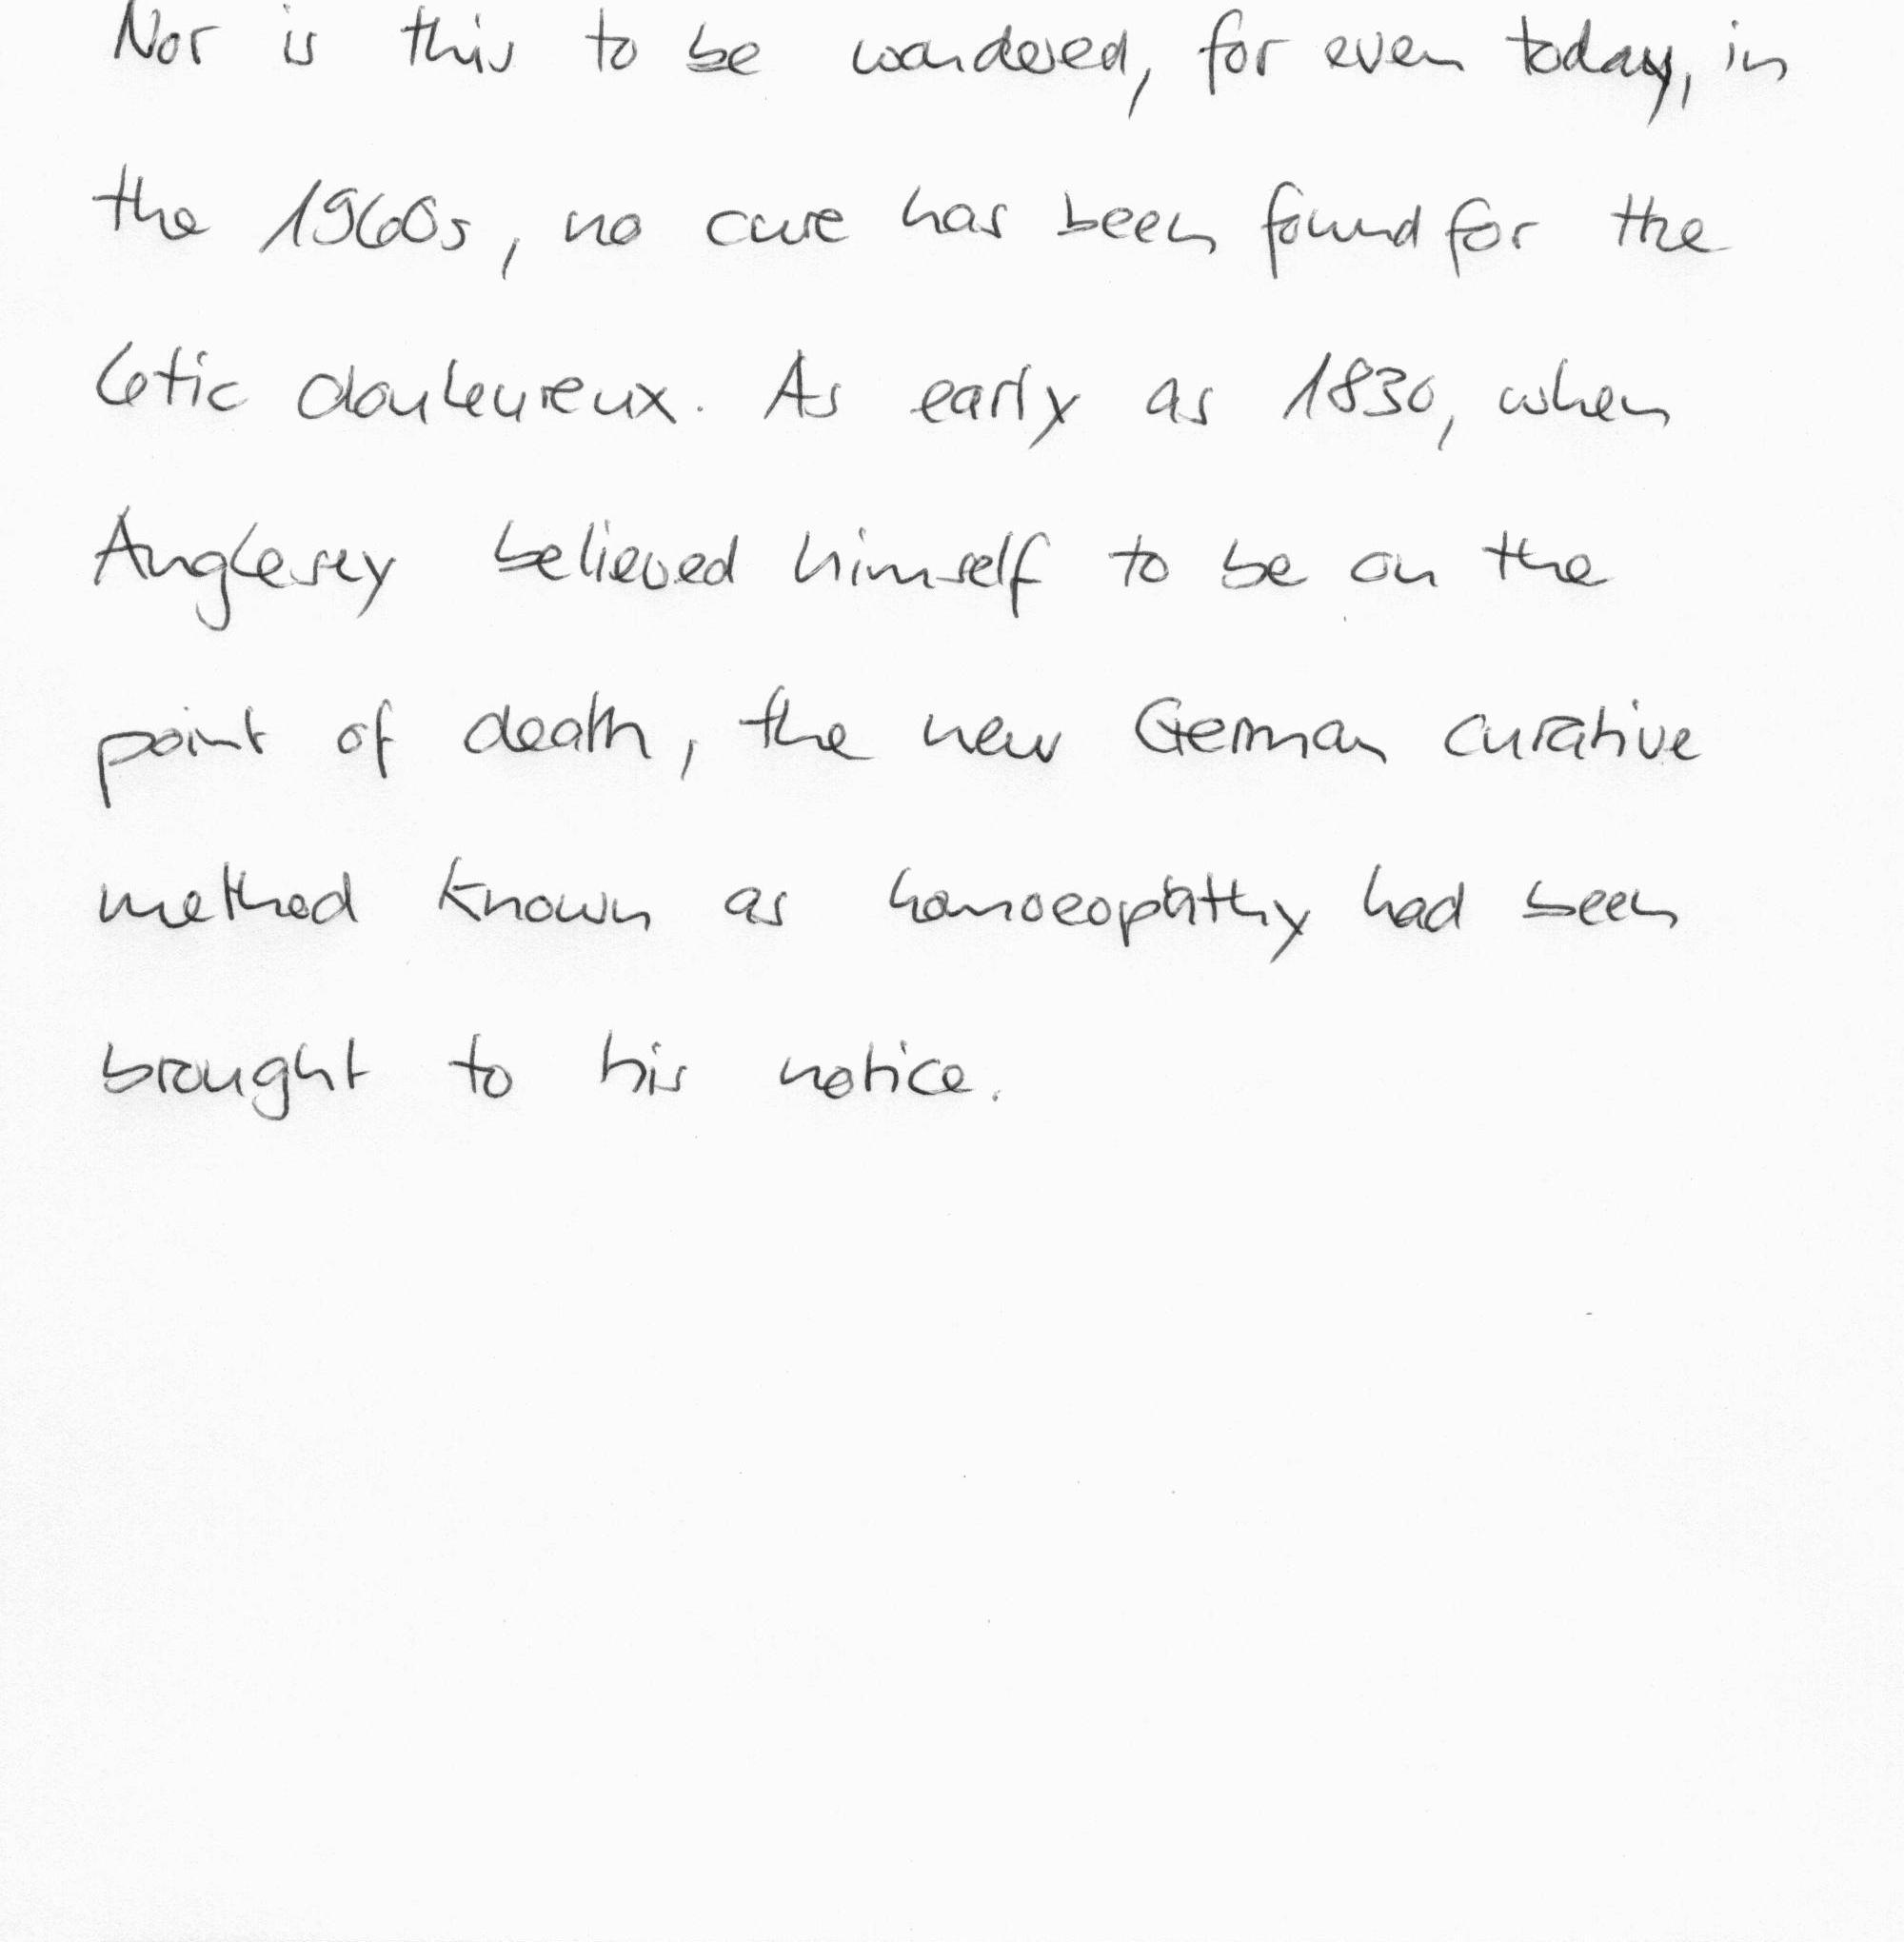 Nor is this to be wondered, for even today, in
the 1960s, no cure has been found for the
tic douleureux. As early as 1830, when
Anglesey believed himself to be on the
point of death, the new German curative
method known as homoeopathy had been
brought to his notice.